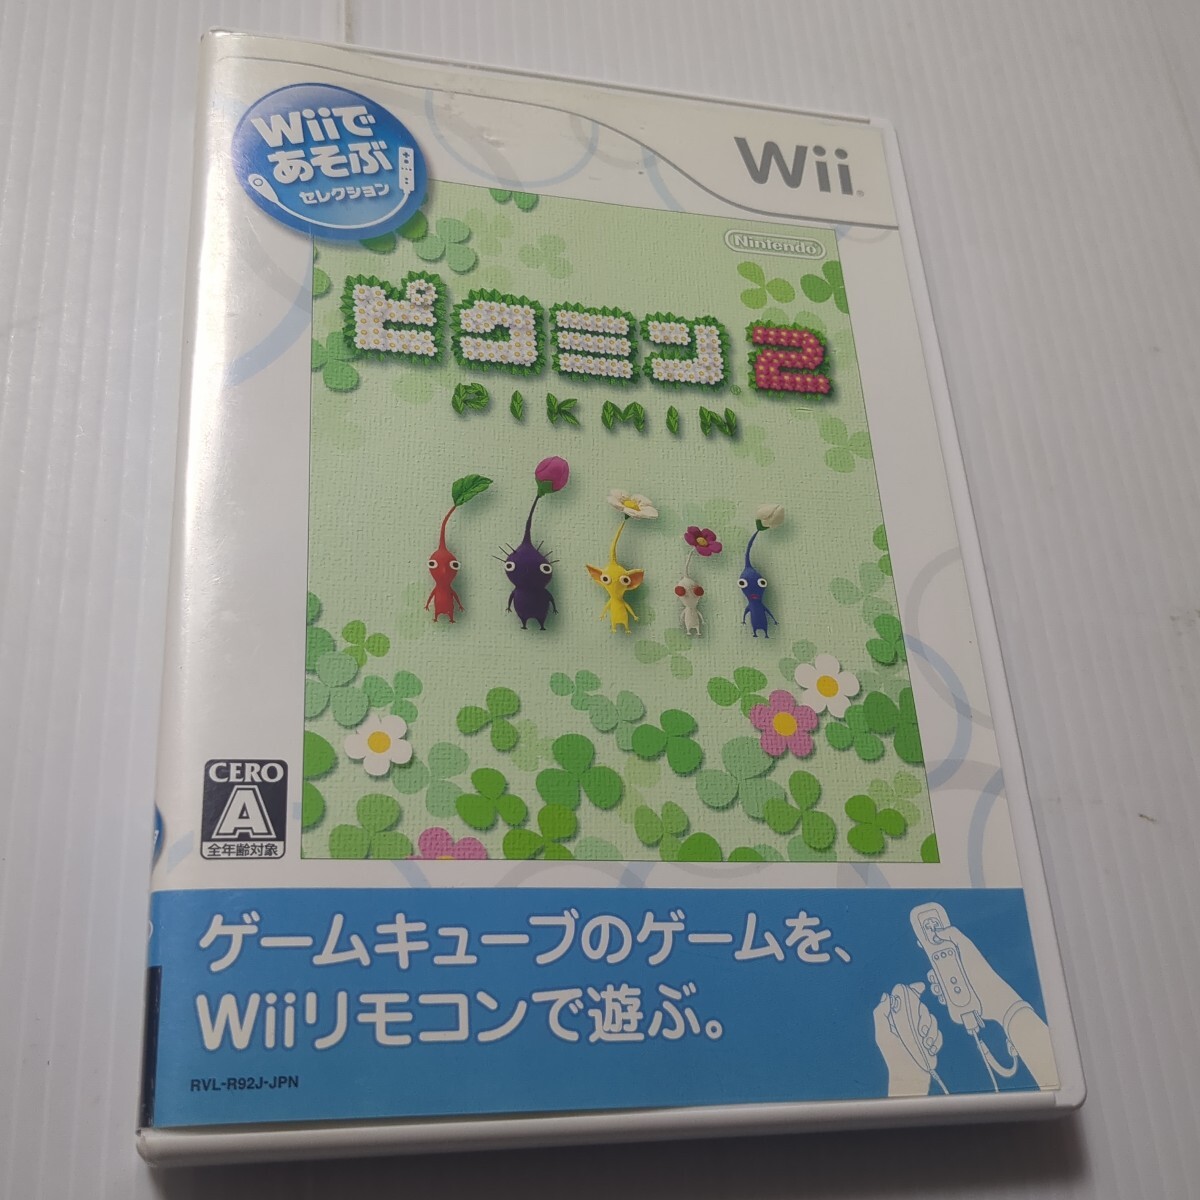 Wiiで
あそぶ
セレクション
Wii
Nintendo
ピクミン2
PIKMIN
CERO
A
全年齢対象
ゲームキューブのゲームを、
Wiiリモコンで遊ぶ。
RVL-R92J-JPN